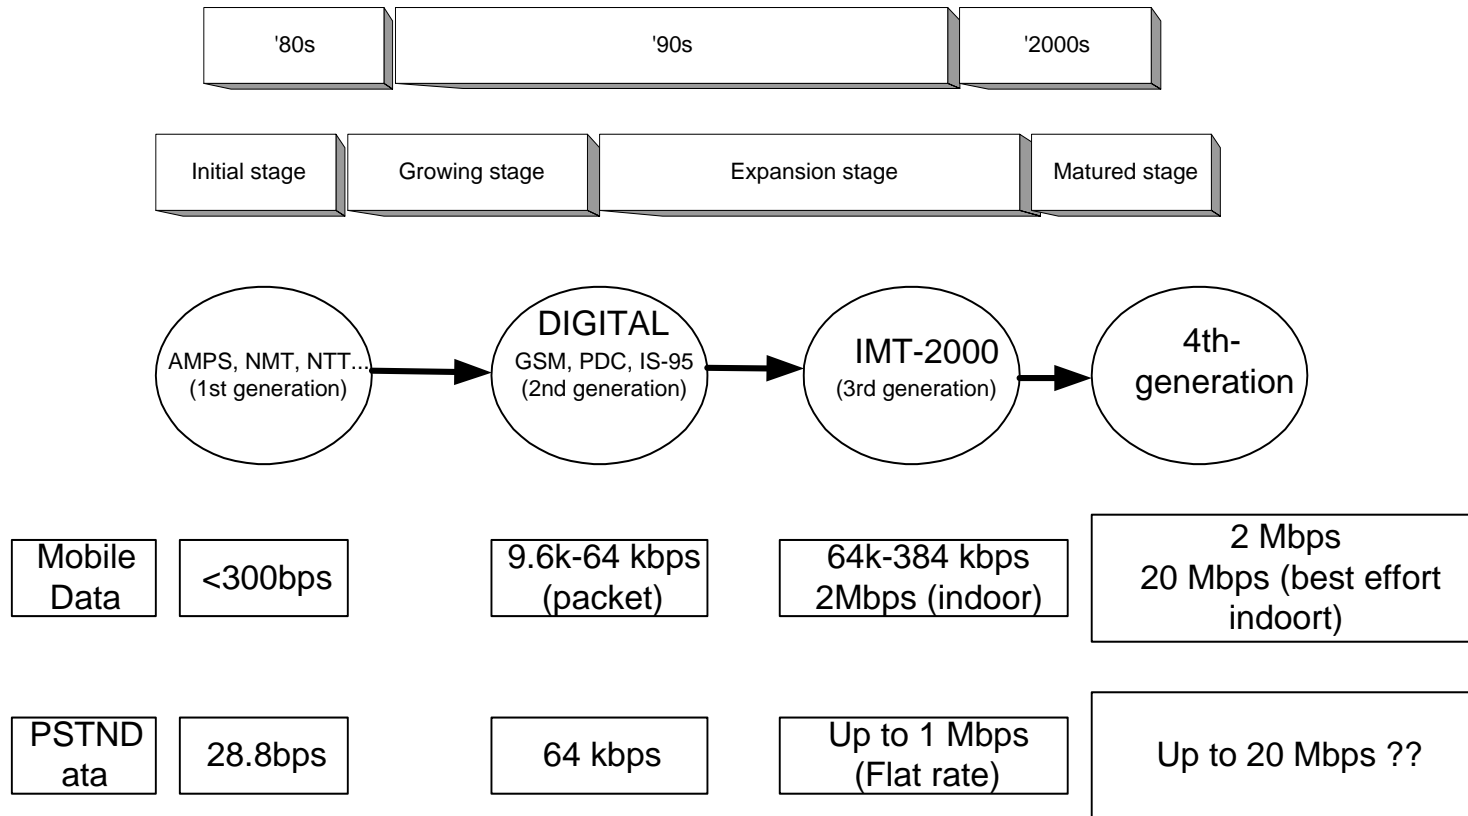 '80s
'90s
'2000s
Initial stage
Growing stage
Expansion stage
Matured stage
AMPS, NMT, NTT...
(1st generation)
DIGITAL
GSM, PDC, IS-95
(2nd generation)
IMT-2000
(3rd generation)
4th-
generation
Mobile
Data
<300bps
9.6k-64 kbps
(packet)
64k-384 kbps
2Mbps (indoor)
2 Mbps
20 Mbps (best effort
indoort)
PSTND
ata
28.8bps
64 kbps
Up to 1 Mbps
(Flat rate)
Up to 20 Mbps ??